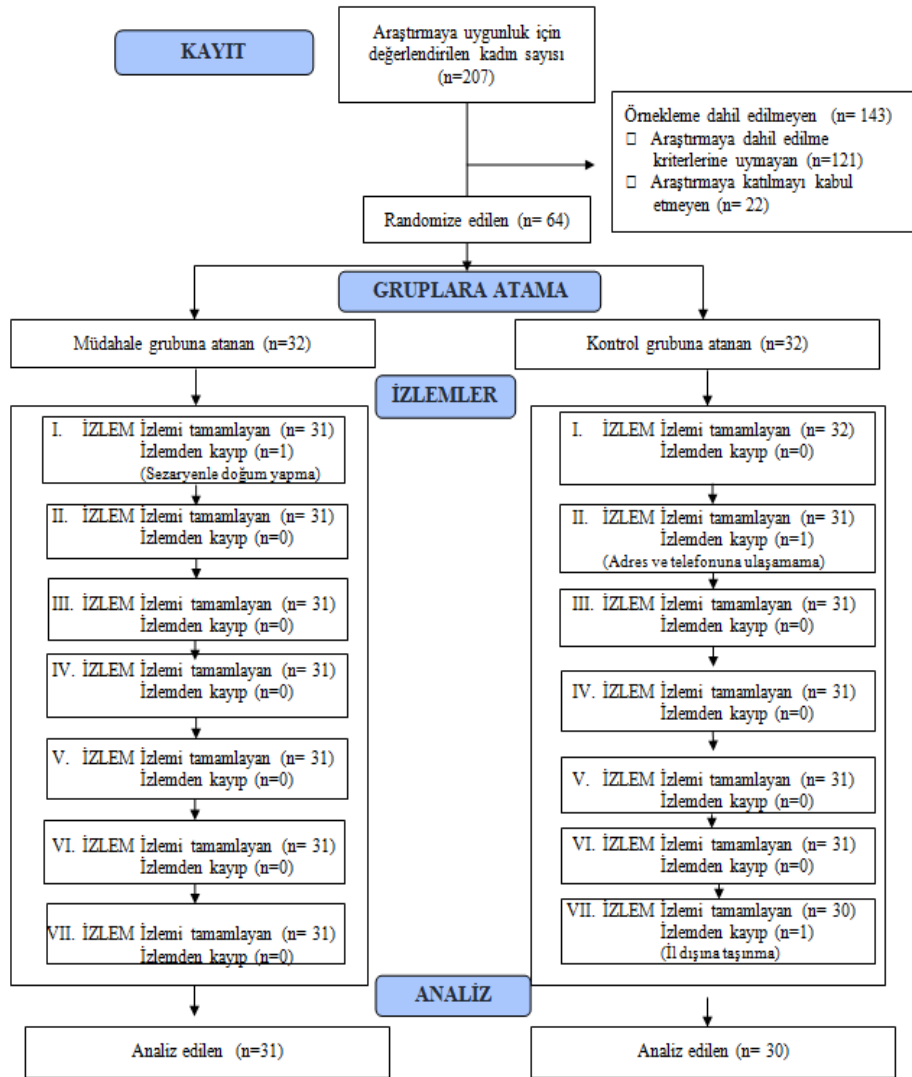 KAYIT
Araştırmaya uygunluk için
değerlendirilen kadın sayısı
(n=207)
Örnekleme dahil edilmeyen (n= 143)
□ Araştırmaya dahil edilme
kriterlerine uymayan (n=121)
□ Araştırmaya katılmayı kabul
etmeyen (n= 22)
Randomize edilen (n= 64)
GRUPLARA ATAMA
Müdahale grubuna atanan (n=32)
Kontrol grubuna atanan (n=32)
İZLEMLER
I. İZLEM İzlemi tamamlayan (n= 31)
İzlemden kayıp (n=1)
(Sezaryenle doğum yapma)
II. İZLEM İzlemi tamamlayan (n= 31)
İzlemden kayıp (n=0)
III. İZLEM İzlemi tamamlayan (n= 31)
İzlemden kayıp (n=0)
IV. İZLEM İzlemi tamamlayan (n= 31)
İzlemden kayıp (n=0)
V. İZLEM İzlemi tamamlayan (n= 31)
İzlemden kayıp (n=0)
VI. İZLEM İzlemi tamamlayan (n= 31)
İzlemden kayıp (n=0)
VII. İZLEM İzlemi tamamlayan (n= 31)
İzlemden kayıp (n=0)
I. İZLEM İzlemi tamamlayan (n= 32)
İzlemden kayıp (n=0)
II. İZLEM İzlemi tamamlayan (n= 31)
İzlemden kayıp (n=1)
(Adres ve telefonuna ulaşamama)
III. İZLEM İzlemi tamamlayan (n= 31)
İzlemden kayıp (n=0)
IV. İZLEM İzlemi tamamlayan (n= 31)
İzlemden kayıp (n=0)
V. İZLEM İzlemi tamamlayan (n= 31)
İzlemden kayıp (n=0)
VI. İZLEM İzlemi tamamlayan (n= 31)
İzlemden kayıp (n=0)
VII. İZLEM İzlemi tamamlayan (n= 30)
İzlemden kayıp (n=1)
(İl dışına taşınma)
ANALİZ
Analiz edilen (n=31)
Analiz edilen (n= 30)